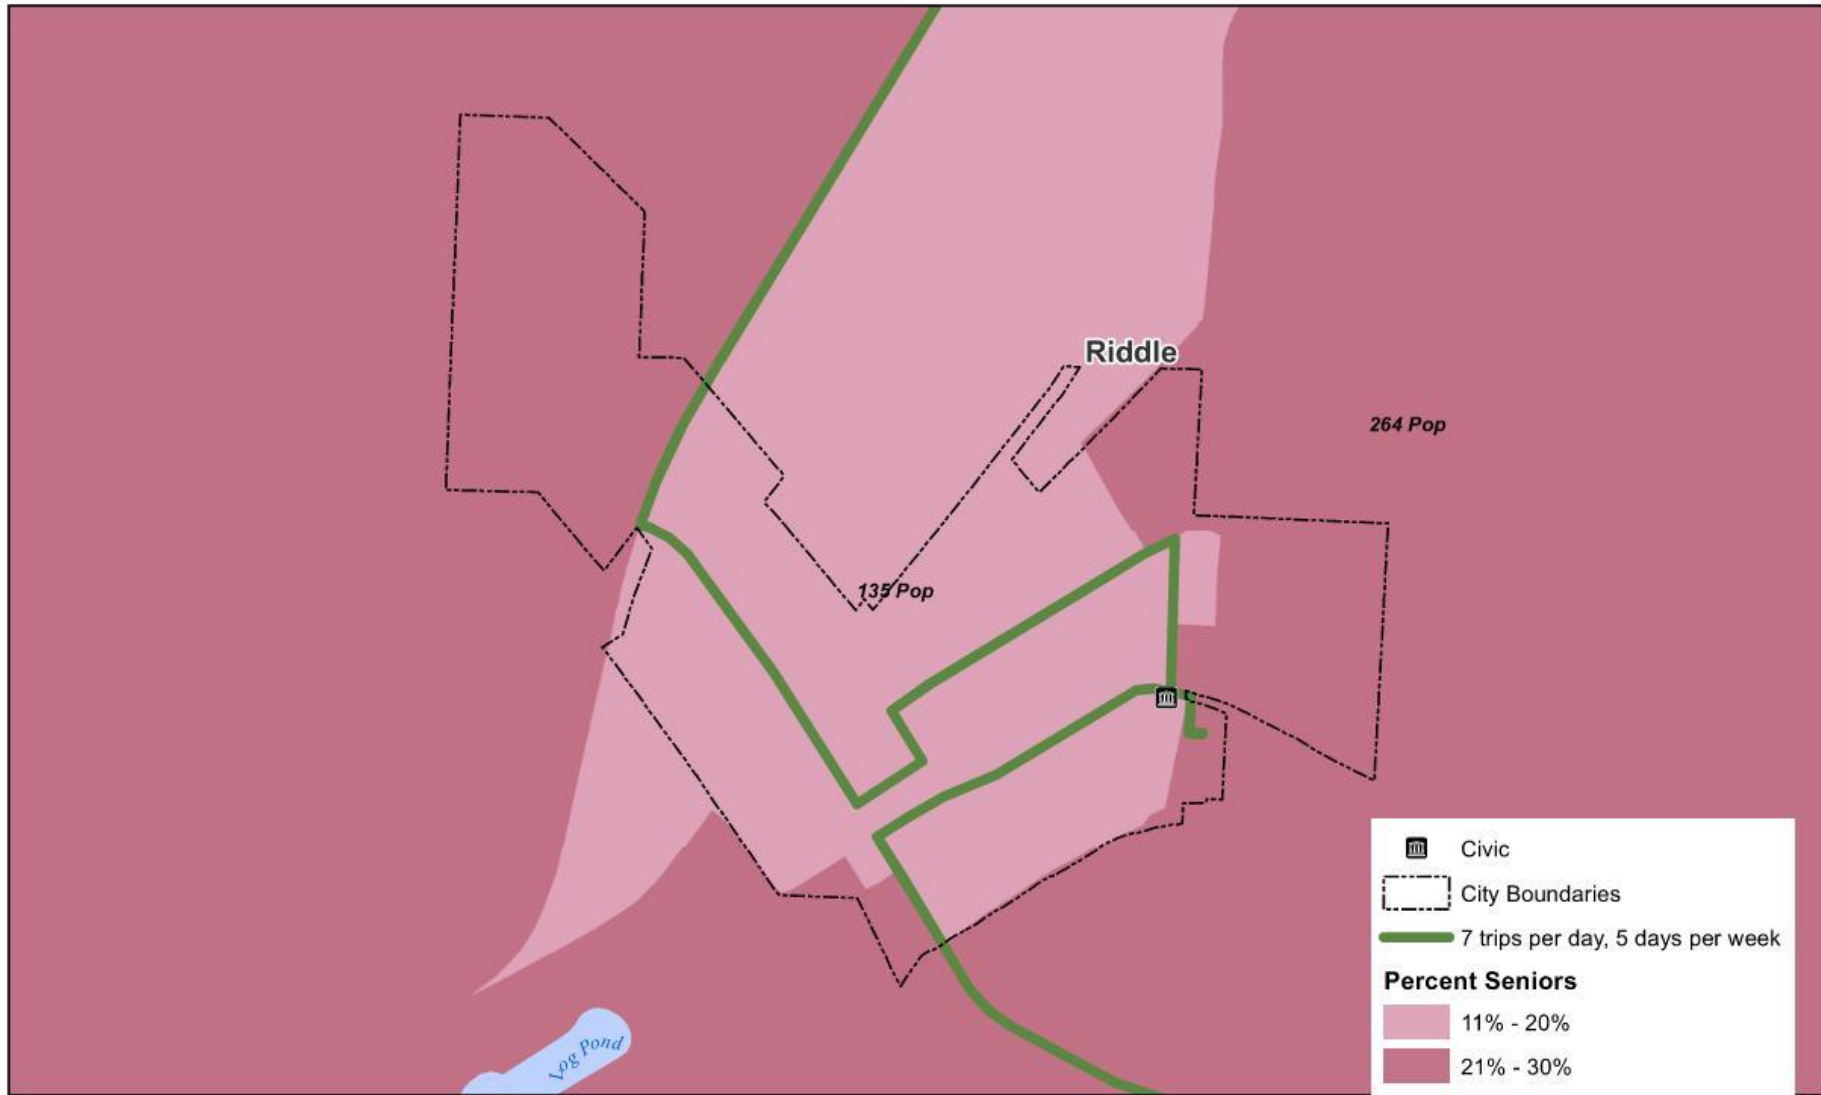 Riddle
264 Pop
135 Pop
Log Pond
Civic
City Boundaries
7 trips per day, 5 days per week
Percent Seniors
11% - 20%
21% - 30%